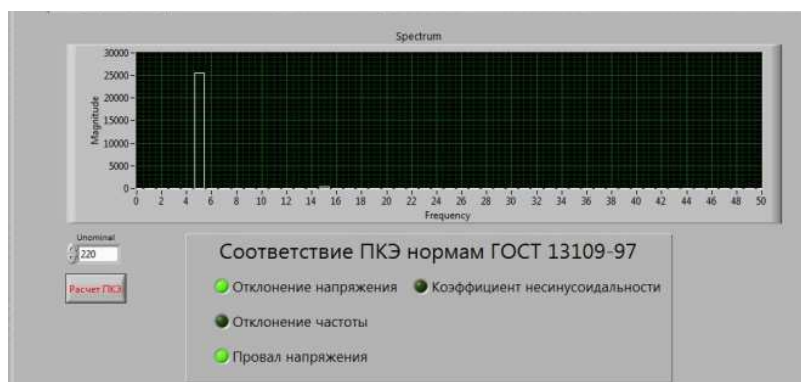 Spectrum
30000
25000
20000
15000
10000
5000
0
Magnitude
0 2 4 6 8 10 12 14 16 18 20 22 24 26 28 30 32 34 36 38 40 42 44 46 48 50
Frequency
Unominal
220
Расчет ПКЭ
Соответствие ПКЭ нормам ГОСТ 13109-97
Отклонение напряжения Коэффициент несинусоидальности
Отклонение частоты
Провал напряжения